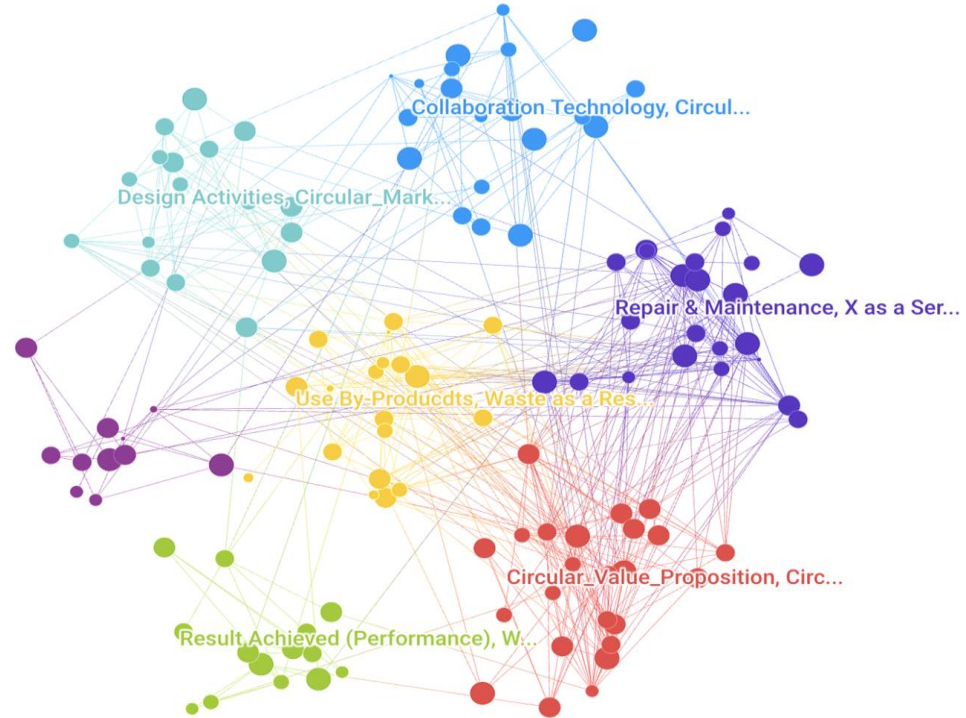 Collaboration Technology, Circul...
Design Activities, Circular_Mark...
Repair & Maintenance, X as a Ser...
Use By-Producdts, Waste as a Res...
Circular_Value_Proposition, Circ...
Result Achieved (Performance), W...